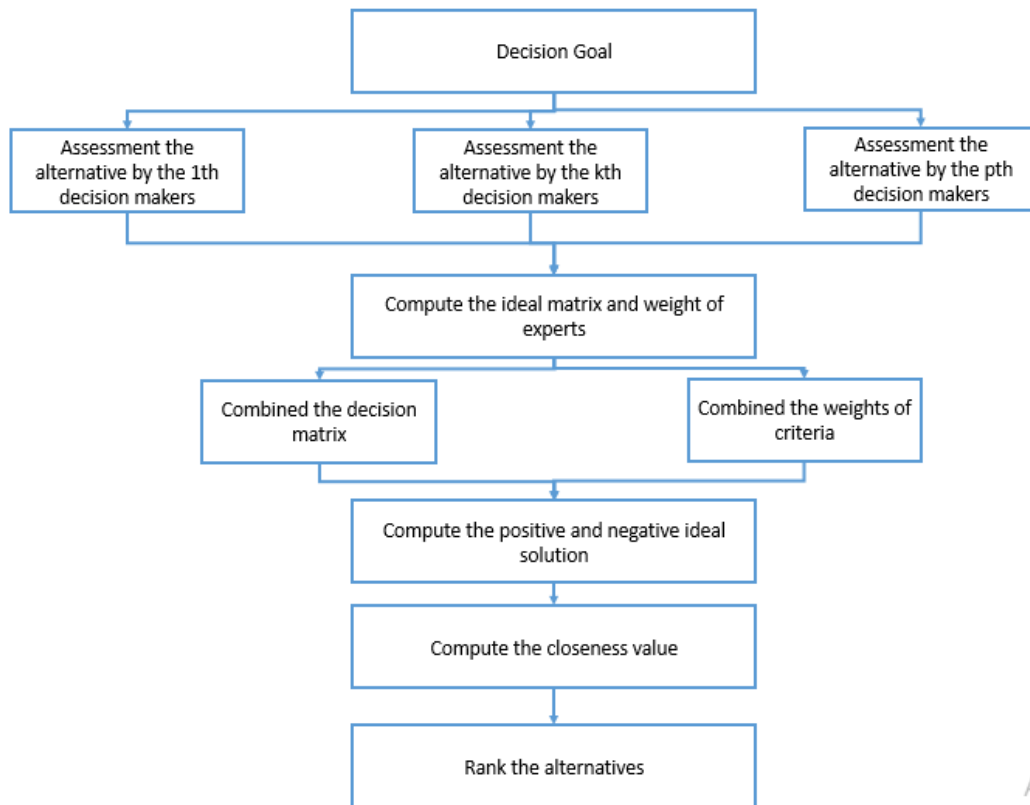 Decision Goal
Assessment the
alternative by the 1th
decision makers
Assessment the
alternative by the kth
decision makers
Assessment the
alternative by the pth
decision makers
Compute the ideal matrix and weight of
experts
Combined the decision
matrix
Combined the weights of
criteria
Compute the positive and negative ideal
solution
Compute the closeness value
Rank the alternatives